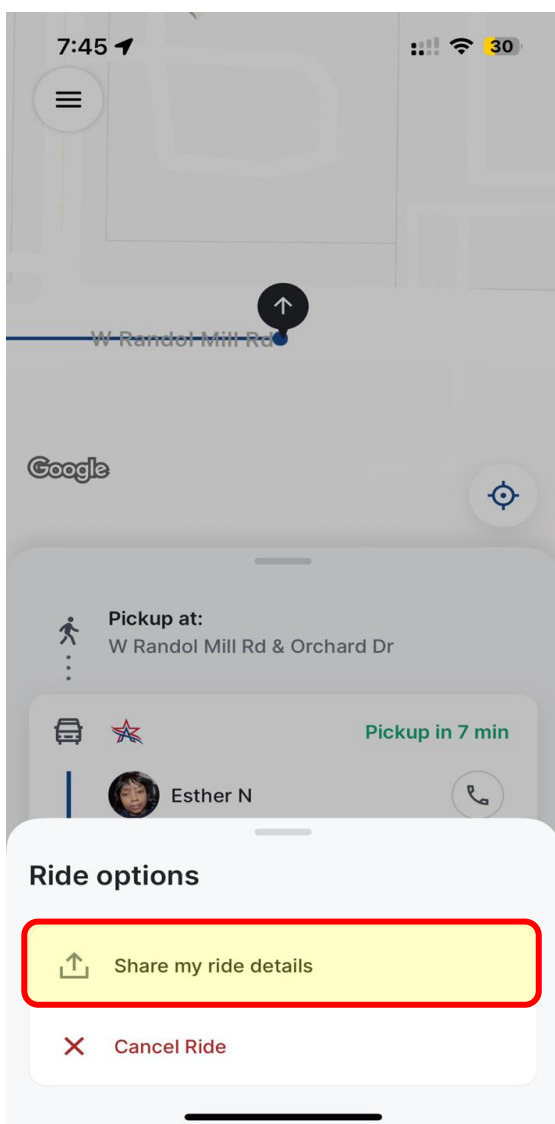 7:45
30
W Randol Mill Rd
Google
Pickup at:
W Randol Mill Rd & Orchard Dr
Pickup in 7 min
Esther N
Ride options
Share my ride details
Cancel Ride